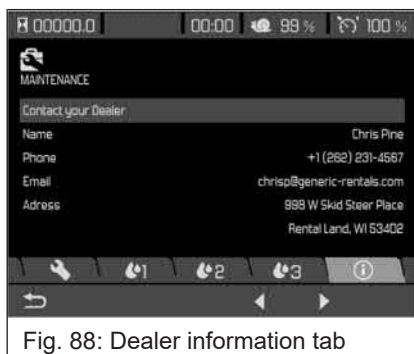 00000.0 00:00 99 % 100 %
MAINTENANCE
Contact your Dealer
Name Chris Pine
Phone +1 (262) 231-4567
Email chrisp@generic-rentals.com
Adress 998 W Skid Steer Place
Rental Land, WI 53402
1 2 3
Fig. 88: Dealer information tab